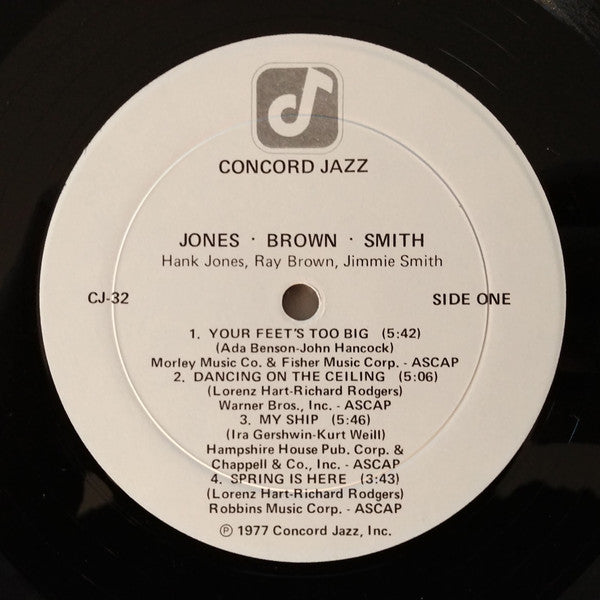 CONCORD JAZZ
JONES · BROWN · SMITH
Hank Jones, Ray Brown, Jimmie Smith
CJ-32 SIDE ONE
1. YOUR FEET'S TOO BIG (5:42)
(Ada Benson-John Hancock)
Morley Music Co. & Fisher Music Corp. - ASCAP
2. DANCING ON THE CEILING (5:06)
(Lorenz Hart-Richard Rodgers)
Warner Bros., Inc. - ASCAP
3. MY SHIP (5:46)
(Ira Gershwin-Kurt Weill)
Hampshire House Pub. Corp. &
Chappell & Co., Inc. - ASCAP
4. SPRING IS HERE (3:43)
(Lorenz Hart-Richard Rodgers)
Robbins Music Corp. - ASCAP
℗ 1977 Concord Jazz, Inc.